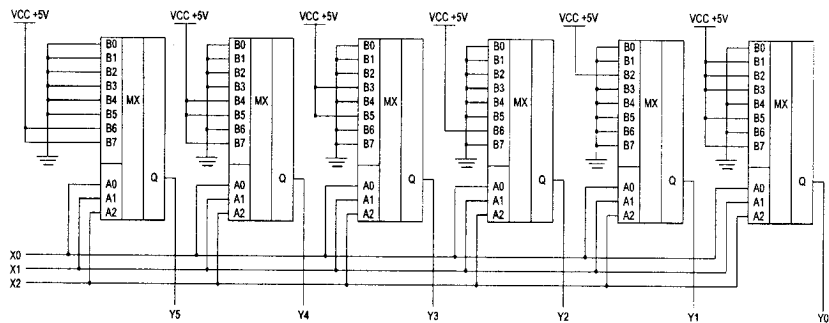 VCC +5V VCC +5V VCC +5V VCC +5V VCC +5V VCC +5V
B0 B0 B0 B0 B0 B0
B1 B1 B1 B1 B1 B1
B2 B2 B2 B2 B2 B2
B3 B3 B3 B3 B3 B3
B4 MX B4 MX B4 MX B4 MX B4 MX B4 MX
B5 B5 B5 B5 B5 B5
B6 B6 B6 B6 B6 B6
B7 B7 B7 B7 B7 B7
Q Q Q Q Q Q
A0 A0 A0 A0 A0 A0
A1 A1 A1 A1 A1 A1
A2 A2 A2 A2 A2 A2
X0
X1
X2
Y5 Y4 Y3 Y2 Y1 Y0